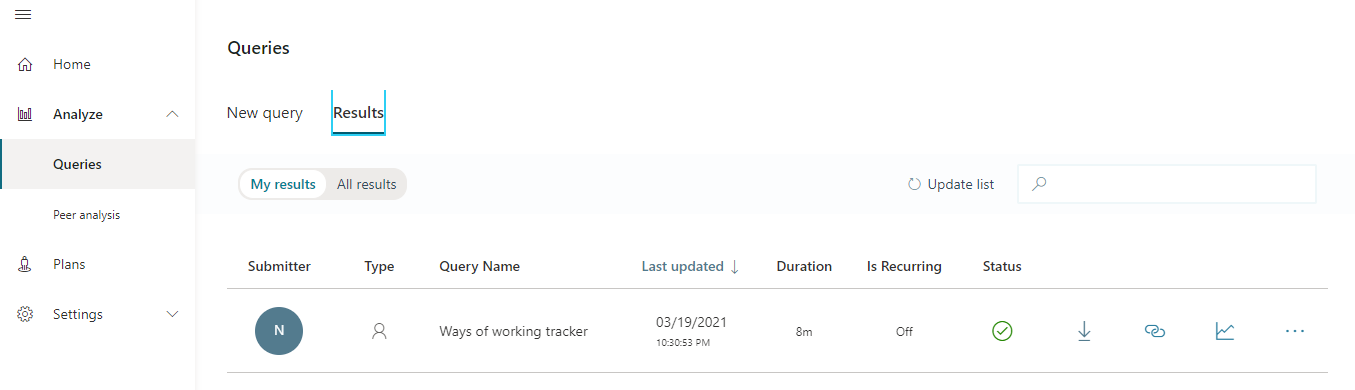 Queries
Home
New query Results
Analyze
Queries
My results All results Update list
Peer analysis
Plans
Submitter Type Query Name Last updated ↓ Duration Is Recurring Status
Settings
N Ways of working tracker 03/19/2021 8m Off
10:30:53 PM